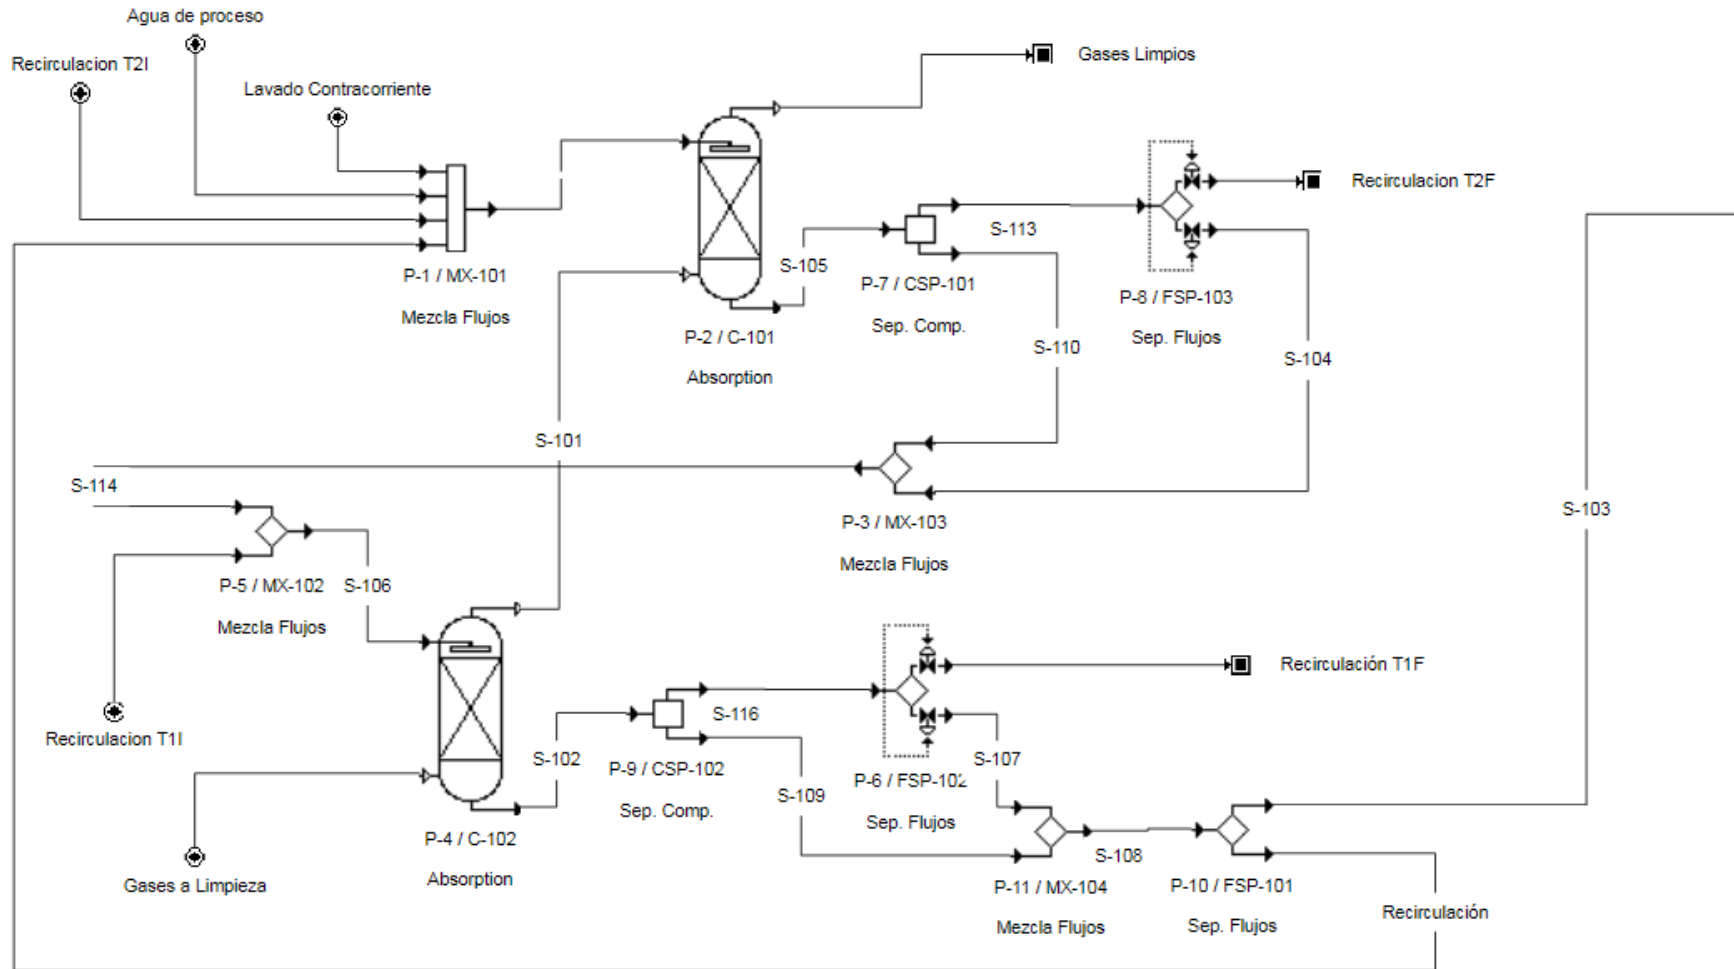 Agua de proceso
Recirculacion T2I
Lavado Contracorriente
Gases Limpios
Recirculacion T2F
S-113
S-105
P-1 / MX-101
Mezcla Flujos
P-7 / CSP-101
Sep. Comp.
P-8 / FSP-103
Sep. Flujos
P-2 / C-101
Absorption
S-110
S-104
S-101
S-114
S-103
P-3 / MX-103
Mezcla Flujos
P-5 / MX-102
Mezcla Flujos
S-106
Recirculación T1F
Recirculacion T1I
S-116
S-102
P-9 / CSP-102
Sep. Comp.
S-107
P-6 / FSP-102
Sep. Flujos
S-109
P-4 / C-102
Absorption
Gases a Limpieza
S-108
P-11 / MX-104
Mezcla Flujos
P-10 / FSP-101
Sep. Flujos
Recirculación